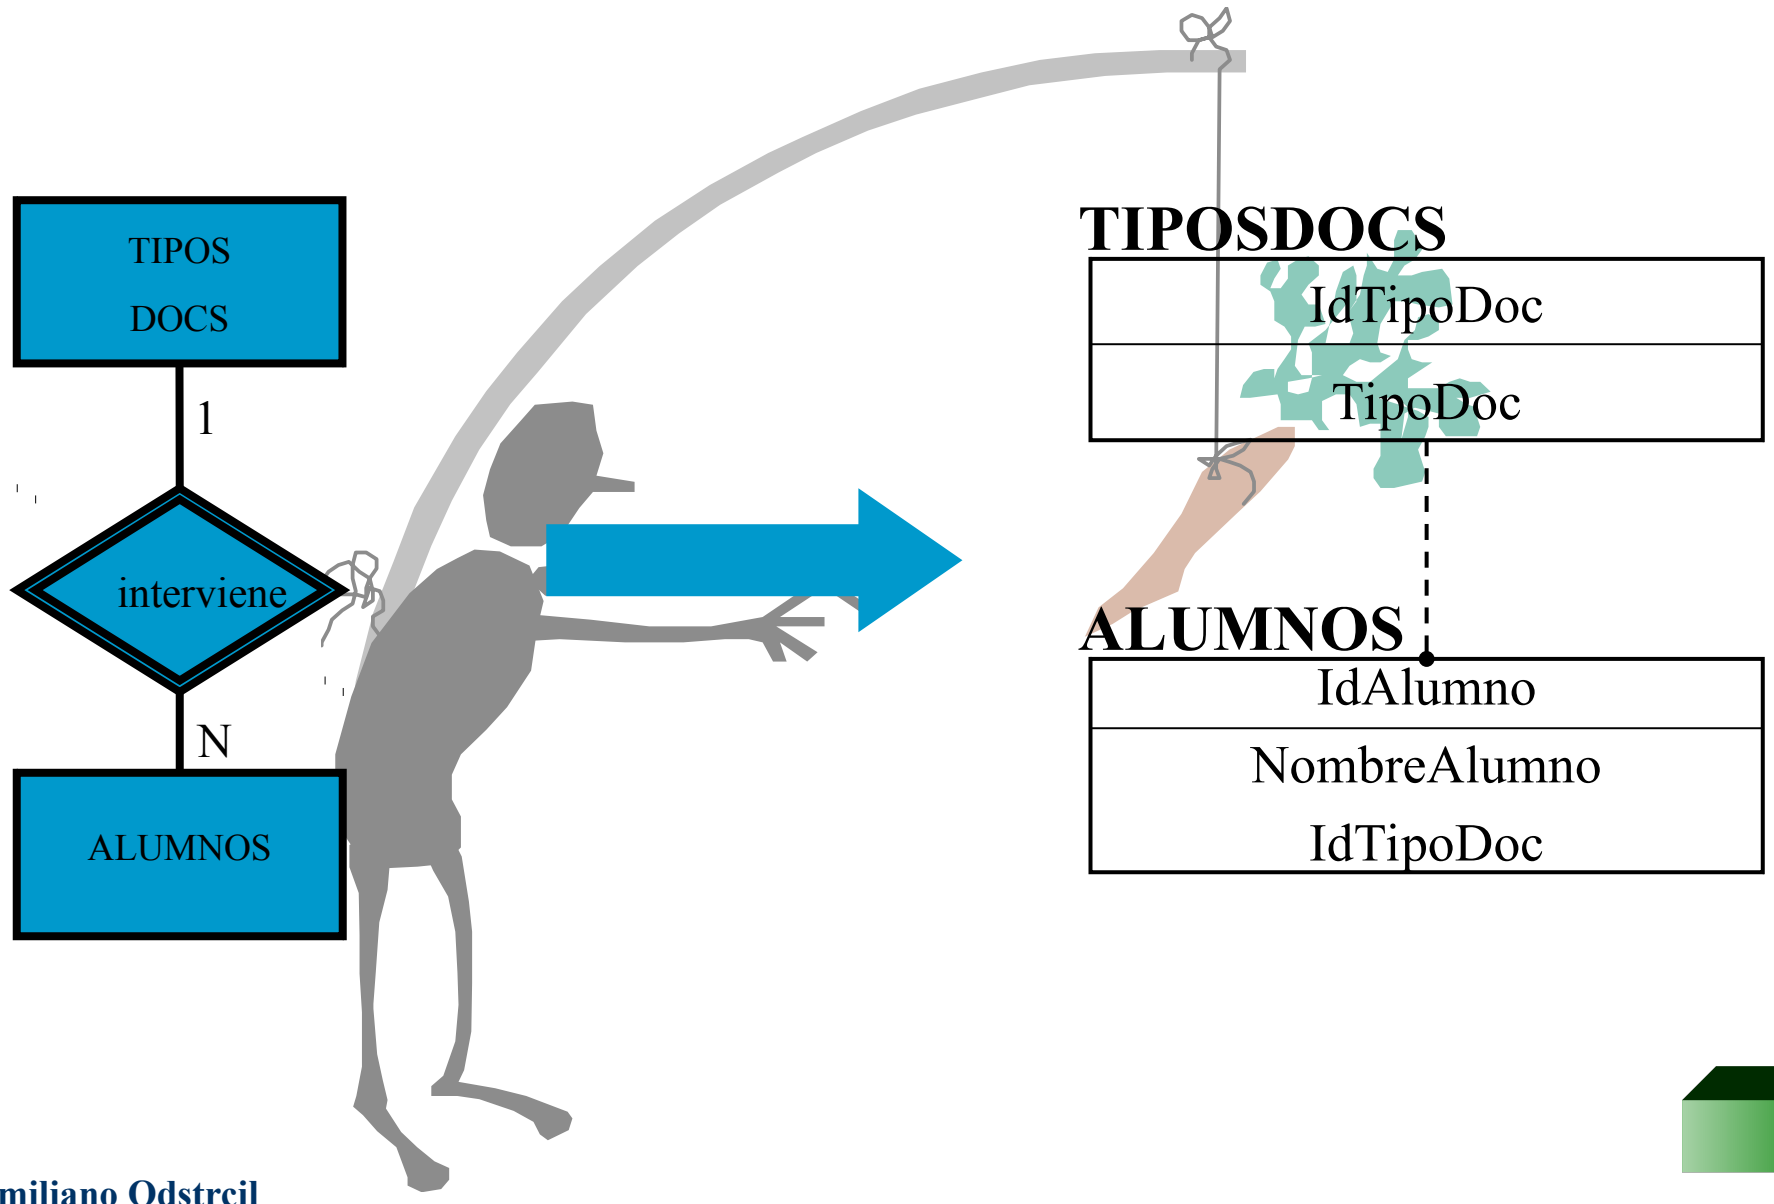 TIPOS
DOCS
1
interviene
N
ALUMNOS
TIPOSDOCS
IdTipoDoc
TipoDoc
ALUMNOS
IdAlumno
NombreAlumno
IdTipoDoc
miliano Odstrcil